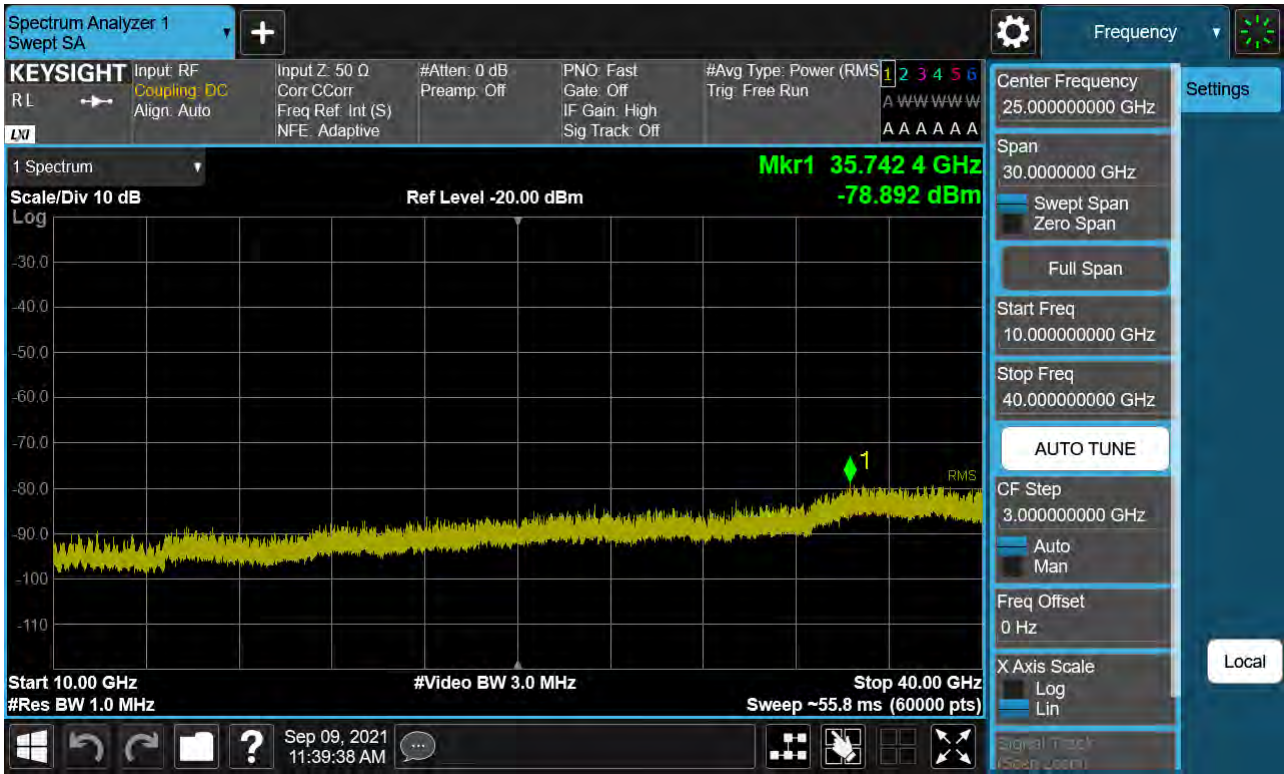 Spectrum Analyzer 1
Swept SA
+
Frequency
KEYSIGHT
RL
LXI
Input: RF
Coupling: DC
Align: Auto
Input Z: 50 Ω
Corr CCorr
Freq Ref: Int (S)
NFE: Adaptive
#Atten: 0 dB
Preamp: Off
PNO: Fast
Gate: Off
IF Gain: High
Sig Track: Off
#Avg Type: Power (RMS
Trig: Free Run
1 2 3 4 5 6
A W W W W W
A A A A A A
1 Spectrum
Mkr1 35.742 4 GHz
Scale/Div 10 dB
Ref Level -20.00 dBm
-78.892 dBm
Log
-30.0
-40.0
-50.0
-60.0
-70.0
-80.0
-90.0
-100
-110
1
RMS
Start 10.00 GHz
#Video BW 3.0 MHz
Stop 40.00 GHz
#Res BW 1.0 MHz
Sweep ~55.8 ms (60000 pts)
Center Frequency
25.000000000 GHz
Span
30.0000000 GHz
Swept Span
Zero Span
Full Span
Start Freq
10.000000000 GHz
Stop Freq
40.000000000 GHz
AUTO TUNE
CF Step
3.000000000 GHz
Auto
Man
Freq Offset
0 Hz
X Axis Scale
Log
Lin
Signal Track
(Span Zoom)
Settings
Local
?
Sep 09, 2021
11:39:38 AM